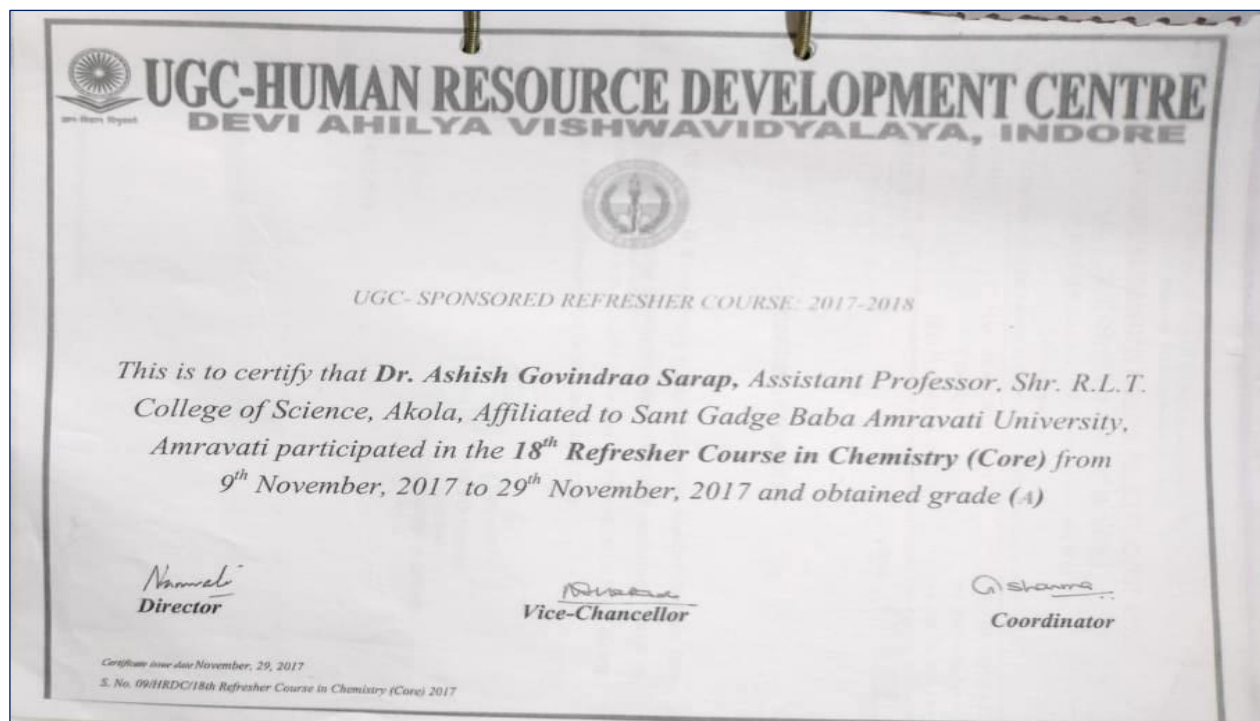 UGC-HUMAN RESOURCE DEVELOPMENT CENTRE
DEVI AHILYA VISHWAVIDYALAYA, INDORE
UGC- SPONSORED REFRESHER COURSE: 2017-2018
This is to certify that Dr. Ashish Govindrao Sarap, Assistant Professor, Shr. R.L.T.
College of Science, Akola, Affiliated to Sant Gadge Baba Amravati University,
Amravati participated in the 18th Refresher Course in Chemistry (Core) from
9th November, 2017 to 29th November, 2017 and obtained grade (A)
G Sharma
Director
Vice-Chancellor
Coordinator
Certificate issue date November, 29, 2017
S. No. 09/HRDC/18th Refresher Course in Chemistry (Core) 2017